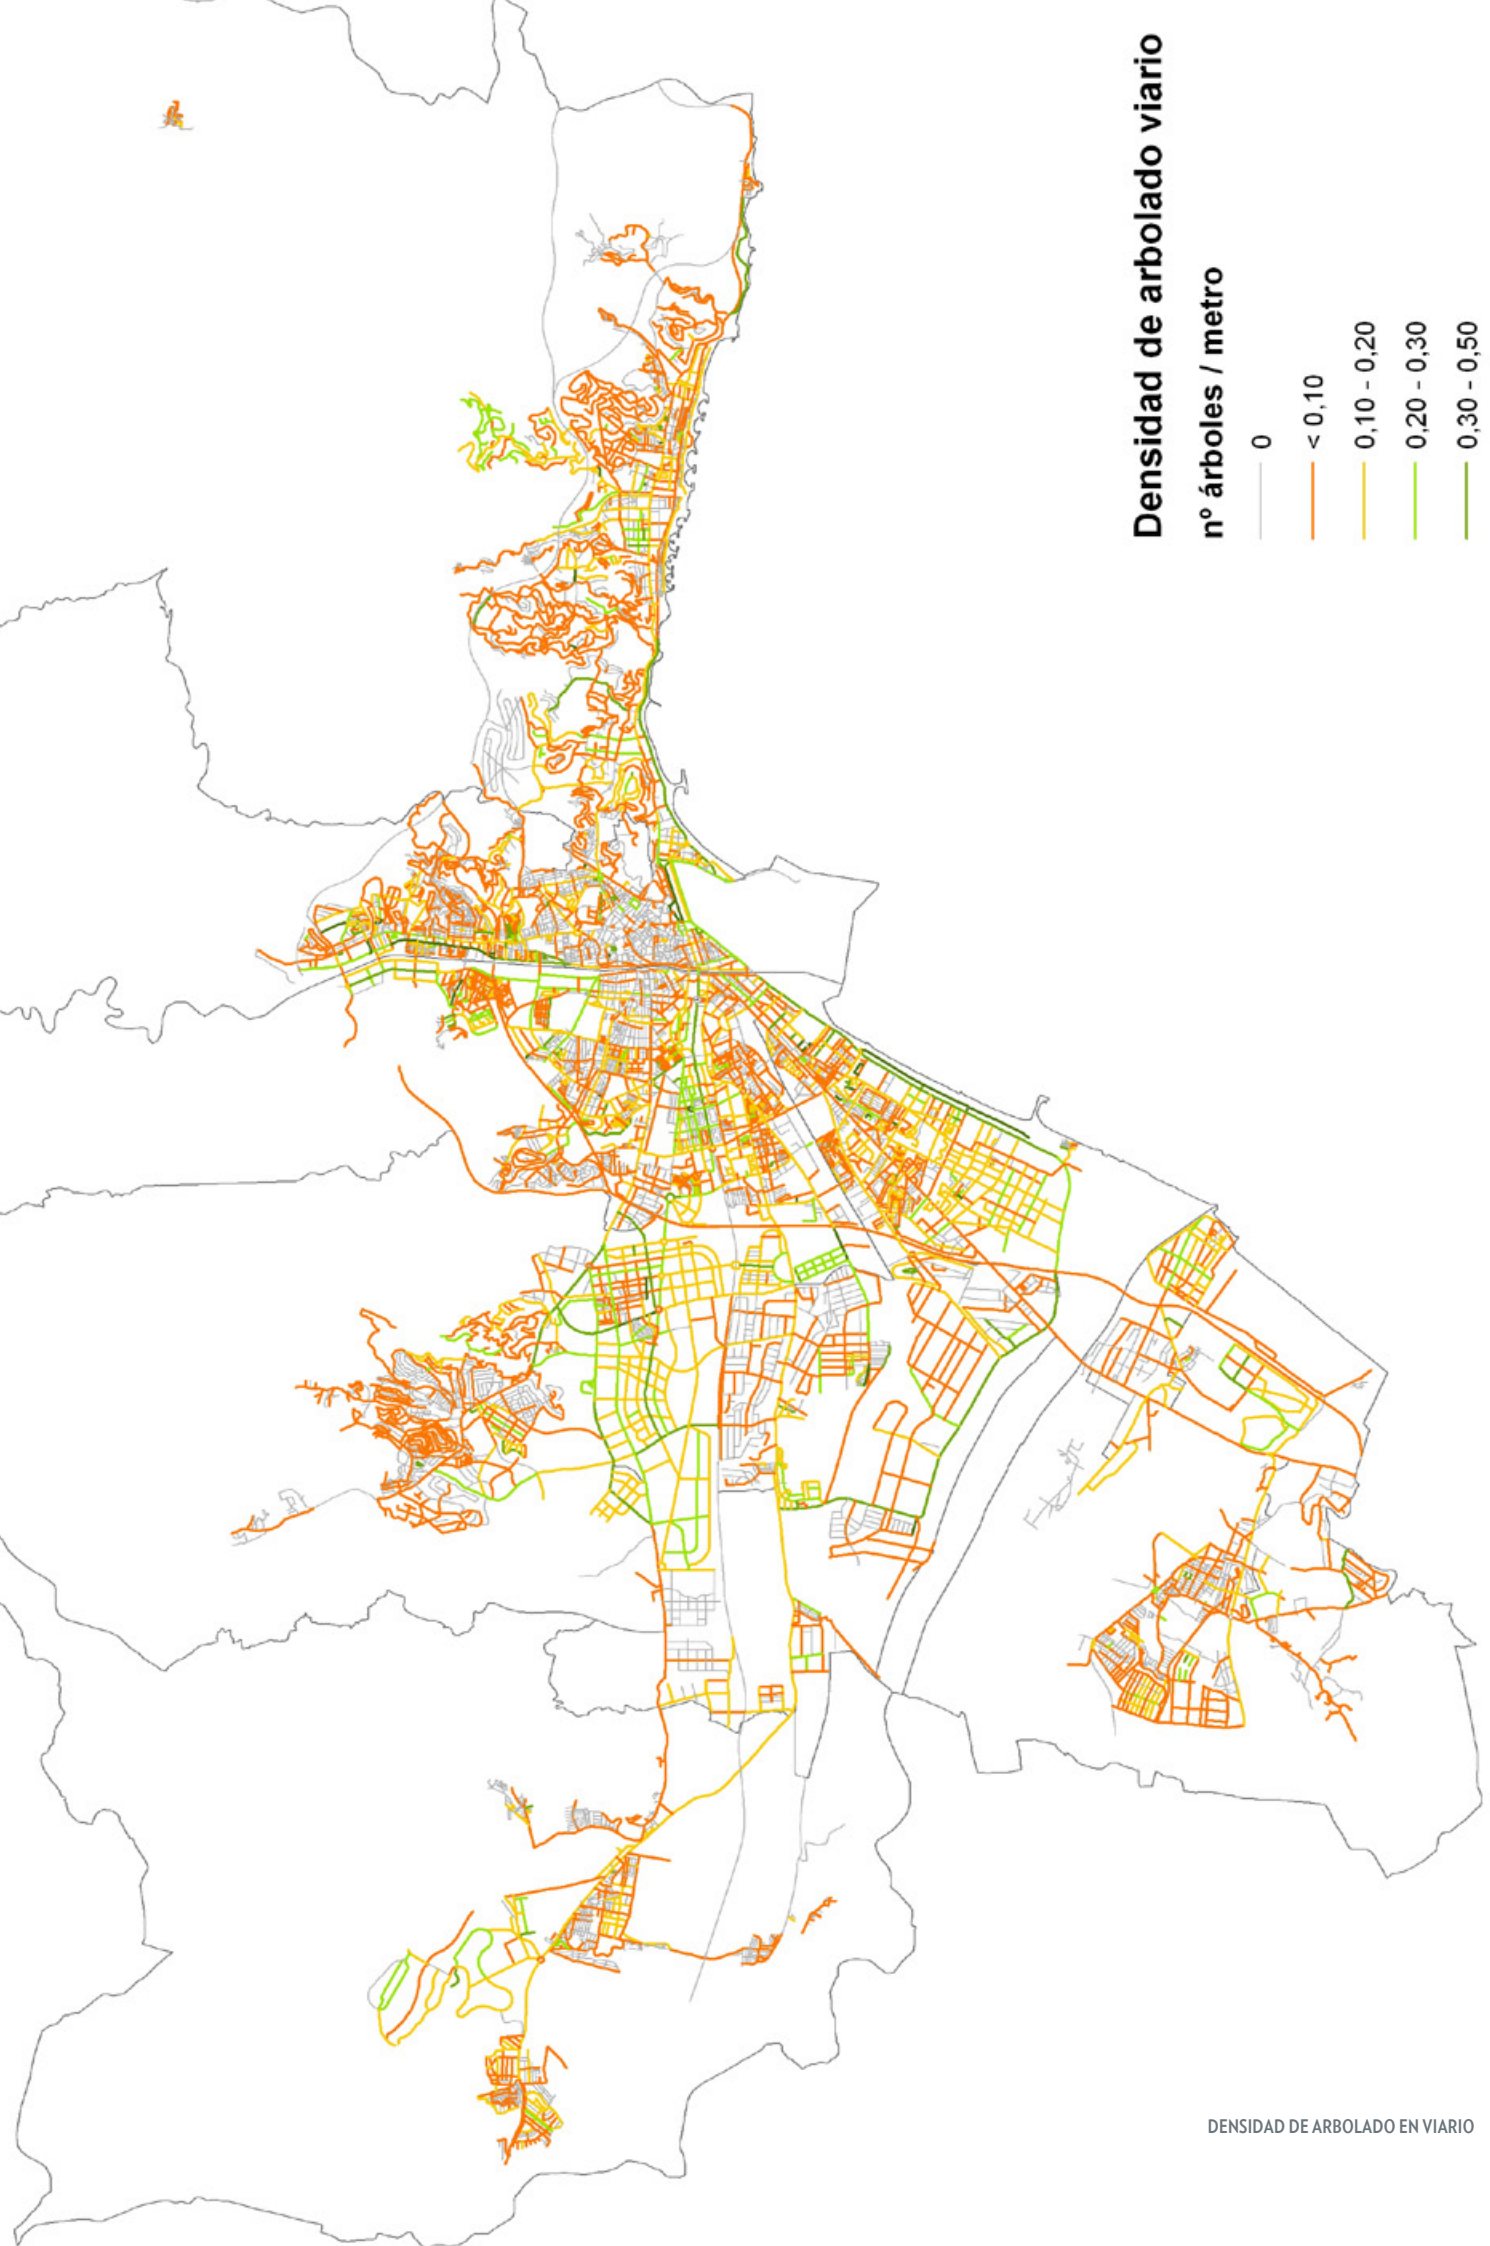 Densidad de arbolado viario
nº árboles / metro
0
< 0,10
0,10 - 0,20
0,20 - 0,30
0,30 - 0,50
DENSIDAD DE ARBOLADO EN VIARIO